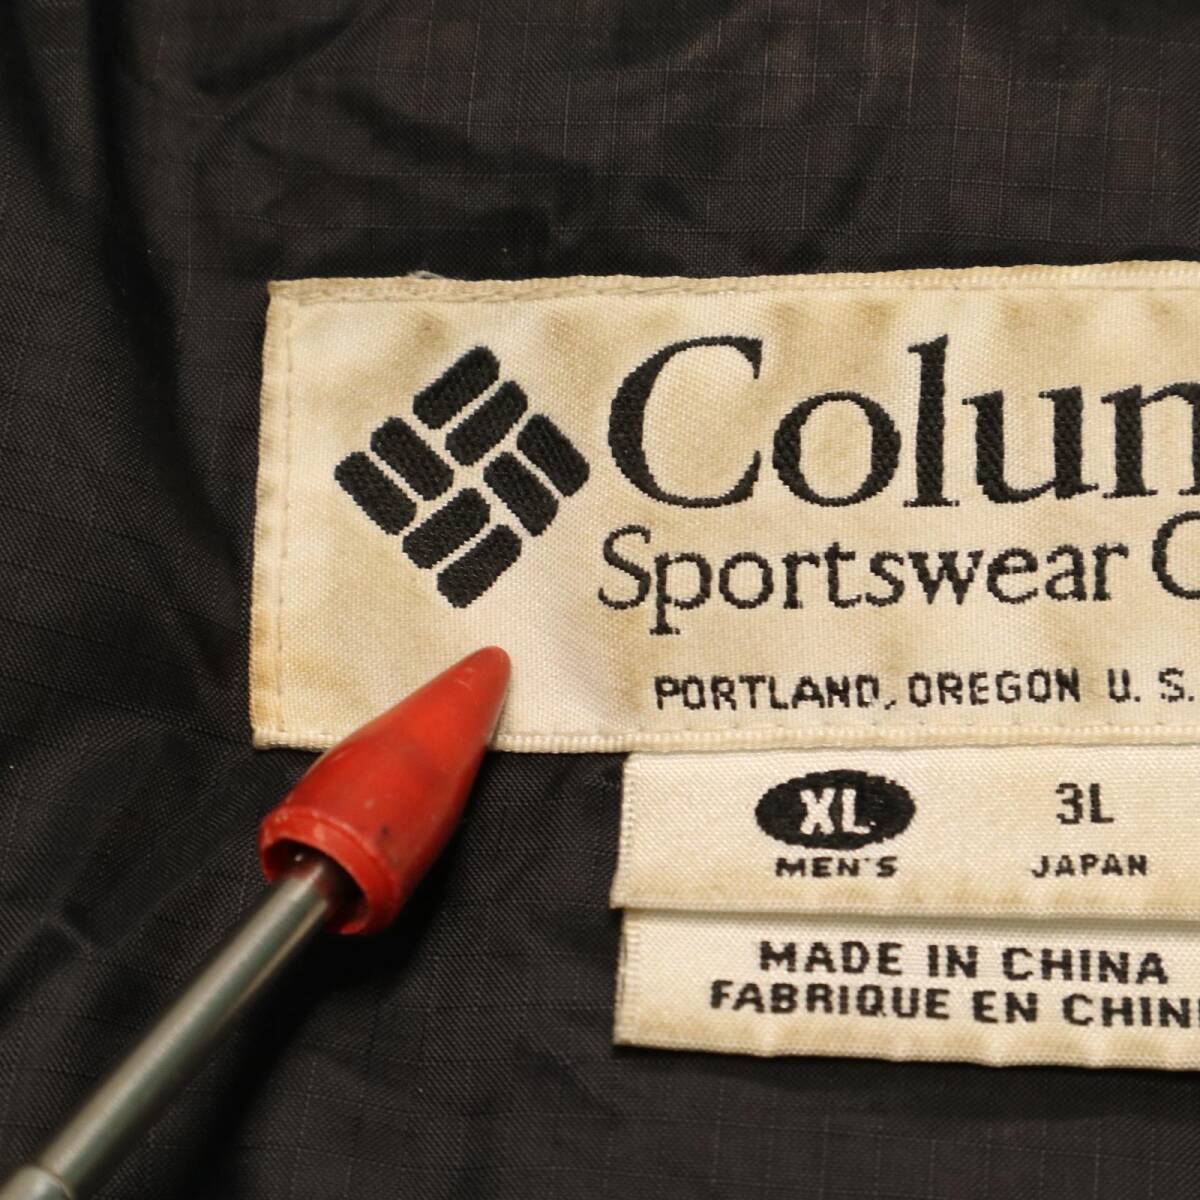 Colum
Sportswear C
PORTLAND, OREGON U. S.
XL 3L
MEN'S JAPAN
MADE IN CHINA
FABRIQUE EN CHIN